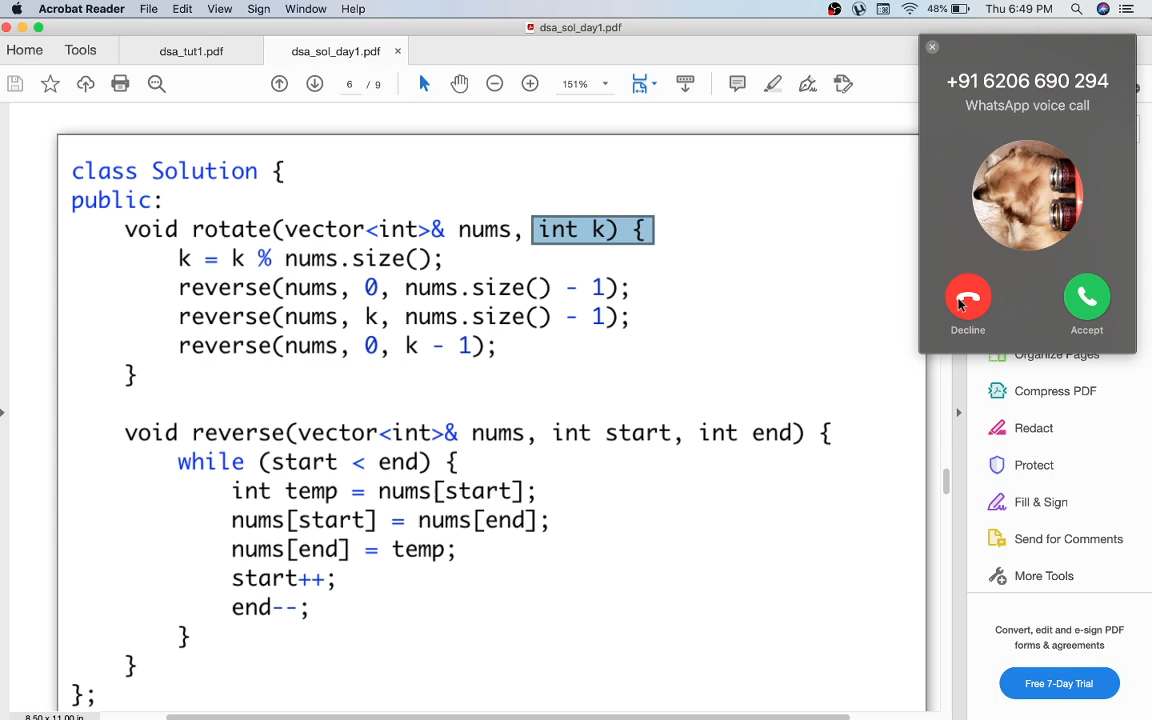 Acrobat Reader File Edit View Sign Window Help 48% Thu 6:49 PM
dsa_sol_day1.pdf
Home Tools dsa_tut1.pdf dsa_sol_day1.pdf ×
6 / 9 151%
+91 6206 690 294
WhatsApp voice call
Decline Accept
class Solution {
public:
void rotate(vector<int>& nums, int k) {
k = k % nums.size();
reverse(nums, 0, nums.size() - 1);
reverse(nums, k, nums.size() - 1);
reverse(nums, 0, k - 1);
}
void reverse(vector<int>& nums, int start, int end) {
while (start < end) {
int temp = nums[start];
nums[start] = nums[end];
nums[end] = temp;
start++;
end--;
}
}
};
Organize Pages
Compress PDF
Redact
Protect
Fill & Sign
Send for Comments
More Tools
Convert, edit and e-sign PDF
forms & agreements
Free 7-Day Trial
8.50 x 11.00 in